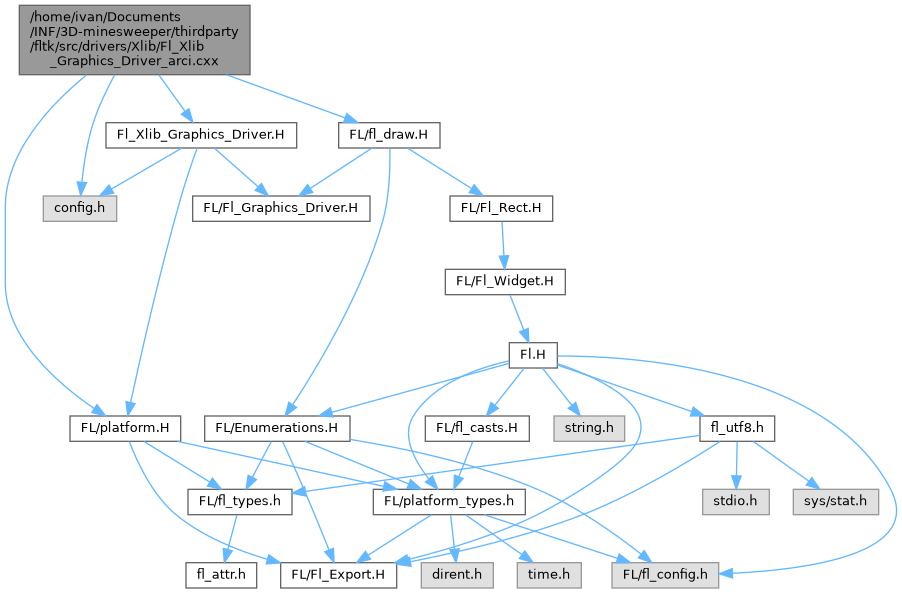 /home/ivan/Documents
/INF/3D-minesweeper/thirdparty
/fltk/src/drivers/Xlib/Fl_Xlib
_Graphics_Driver_arci.cxx
Fl_Xlib_Graphics_Driver.H
FL/fl_draw.H
config.h
FL/Fl_Graphics_Driver.H
FL/Fl_Rect.H
FL/Fl_Widget.H
Fl.H
FL/platform.H
FL/Enumerations.H
FL/fl_casts.H
string.h
fl_utf8.h
FL/fl_types.h
FL/platform_types.h
stdio.h
sys/stat.h
fl_attr.h
FL/Fl_Export.H
dirent.h
time.h
FL/fl_config.h